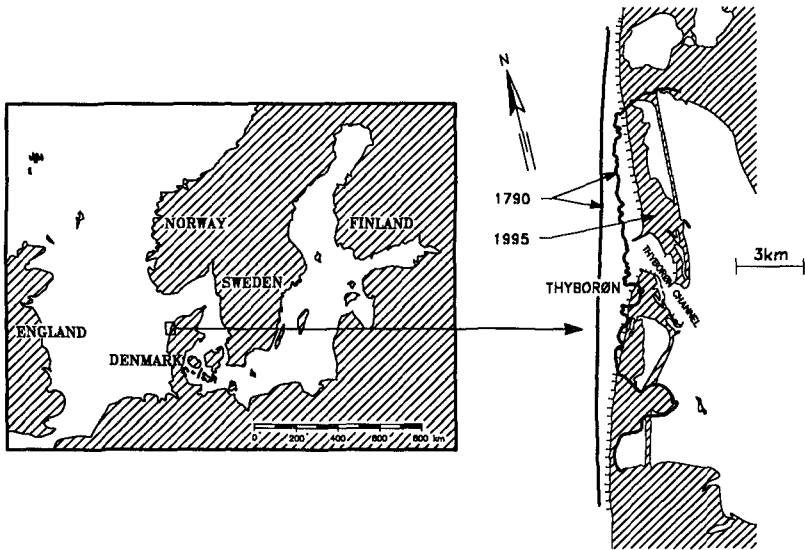 NORWAY
FINLAND
SWEDEN
ENGLAND
DENMARK
0 200 400 600 800 km
N
1790
1995
THYBORØN
THYBORØN CHANNEL
3km